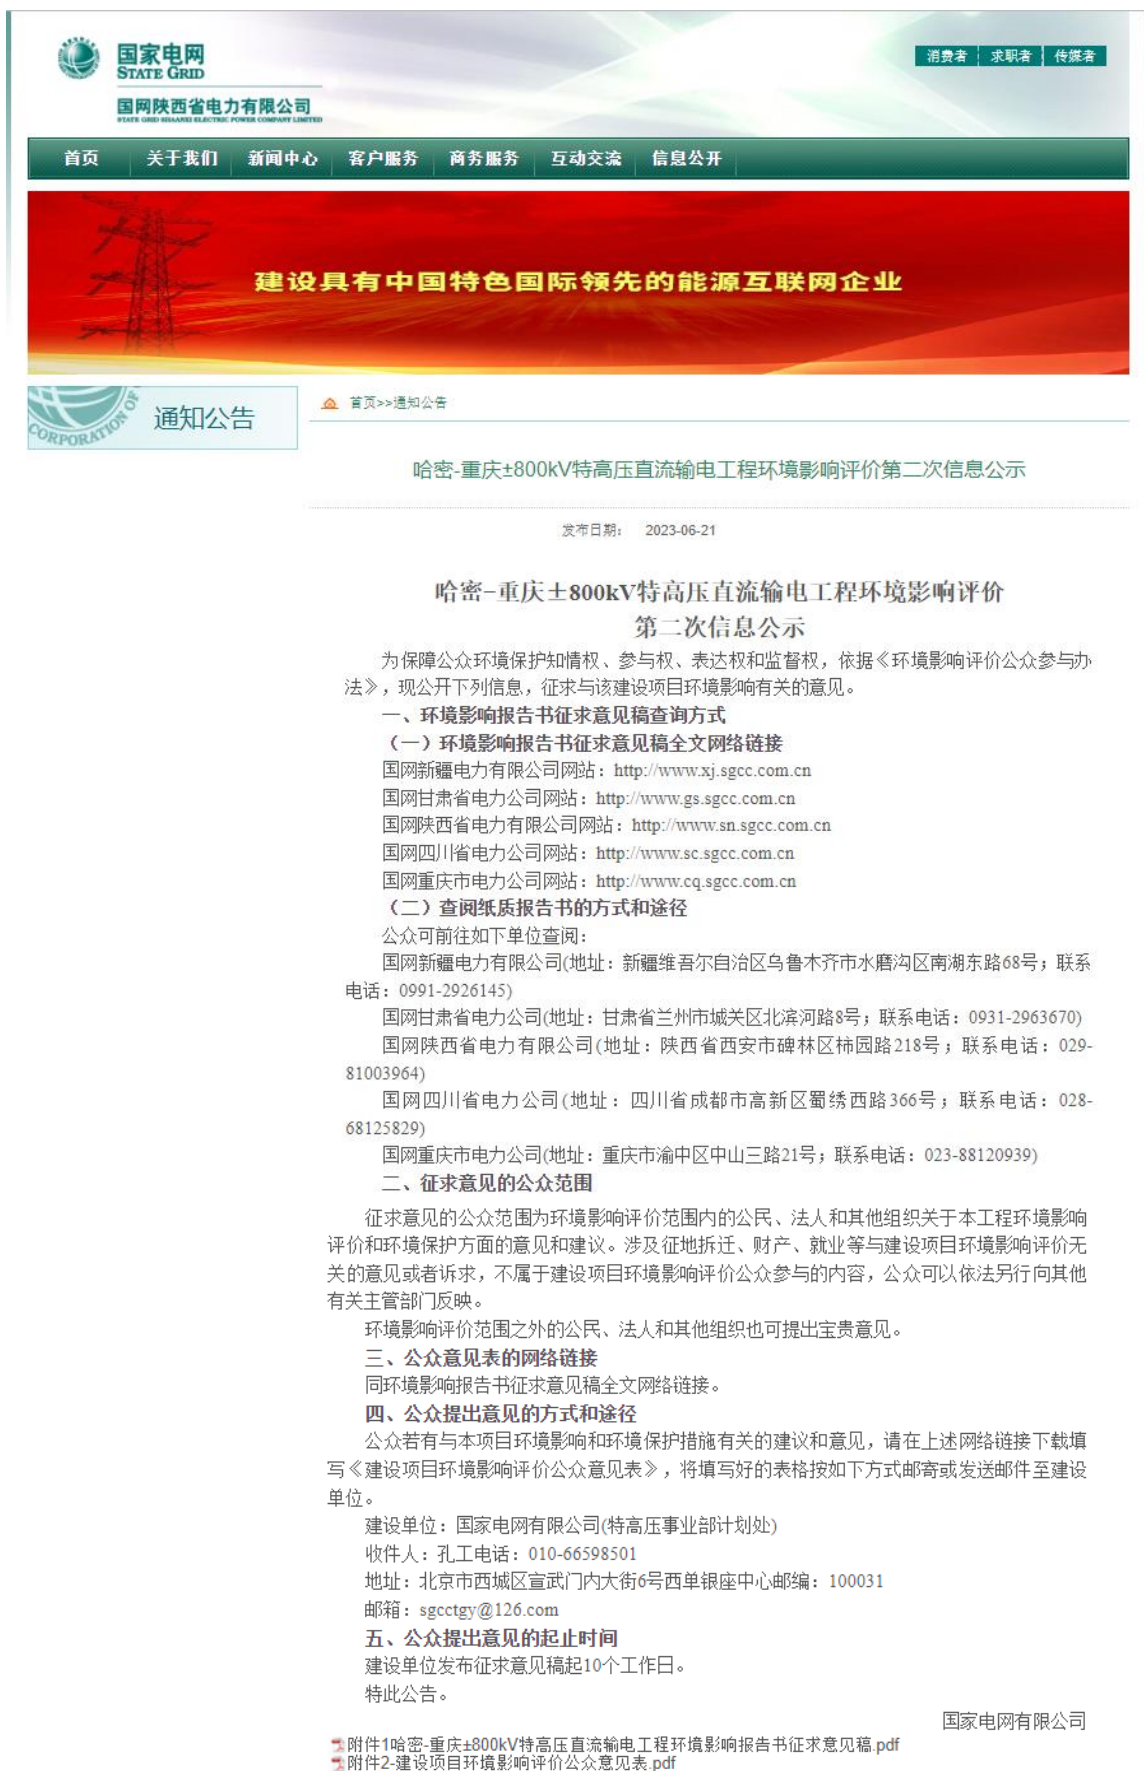 国家电网
STATE GRID
国网陕西省电力有限公司
STATE GRID SHAANXI ELECTRIC POWER COMPANY LIMITED
消费者 求职者 传媒者
首页 关于我们 新闻中心 客户服务 商务服务 互动交流 信息公开
建设具有中国特色国际领先的能源互联网企业
CORPORATION OF
通知公告
首页>>通知公告
哈密-重庆±800kV特高压直流输电工程环境影响评价第二次信息公示
发布日期： 2023-06-21
哈密-重庆±800kV特高压直流输电工程环境影响评价
第二次信息公示
为保障公众环境保护知情权、参与权、表达权和监督权，依据《环境影响评价公众参与办
法》，现公开下列信息，征求与该建设项目环境影响有关的意见。
一、环境影响报告书征求意见稿查询方式
（一）环境影响报告书征求意见稿全文网络链接
国网新疆电力有限公司网站：http://www.xj.sgcc.com.cn
国网甘肃省电力公司网站：http://www.gs.sgcc.com.cn
国网陕西省电力有限公司网站：http://www.sn.sgcc.com.cn
国网四川省电力公司网站：http://www.sc.sgcc.com.cn
国网重庆市电力公司网站：http://www.cq.sgcc.com.cn
（二）查阅纸质报告书的方式和途径
公众可前往如下单位查阅：
国网新疆电力有限公司(地址：新疆维吾尔自治区乌鲁木齐市水磨沟区南湖东路68号；联系
电话：0991-2926145)
国网甘肃省电力公司(地址：甘肃省兰州市城关区北滨河路8号；联系电话：0931-2963670)
国网陕西省电力有限公司(地址：陕西省西安市碑林区柿园路218号；联系电话：029-
81003964)
国网四川省电力公司(地址：四川省成都市高新区蜀绣西路366号；联系电话：028-
68125829)
国网重庆市电力公司(地址：重庆市渝中区中山三路21号；联系电话：023-88120939)
二、征求意见的公众范围
征求意见的公众范围为环境影响评价范围内的公民、法人和其他组织关于本工程环境影响
评价和环境保护方面的意见和建议。涉及征地拆迁、财产、就业等与建设项目环境影响评价无
关的意见或者诉求，不属于建设项目环境影响评价公众参与的内容，公众可以依法另行向其他
有关主管部门反映。
环境影响评价范围之外的公民、法人和其他组织也可提出宝贵意见。
三、公众意见表的网络链接
同环境影响报告书征求意见稿全文网络链接。
四、公众提出意见的方式和途径
公众若有与本项目环境影响和环境保护措施有关的建议和意见，请在上述网络链接下载填
写《建设项目环境影响评价公众意见表》，将填写好的表格按如下方式邮寄或发送邮件至建设
单位。
建设单位：国家电网有限公司(特高压事业部计划处)
收件人：孔工电话：010-66598501
地址：北京市西城区宣武门内大街6号西单银座中心邮编：100031
邮箱：sgcctgy@126.com
五、公众提出意见的起止时间
建设单位发布征求意见稿起10个工作日。
特此公告。
国家电网有限公司
附件1哈密-重庆±800kV特高压直流输电工程环境影响报告书征求意见稿.pdf
附件2-建设项目环境影响评价公众意见表.pdf